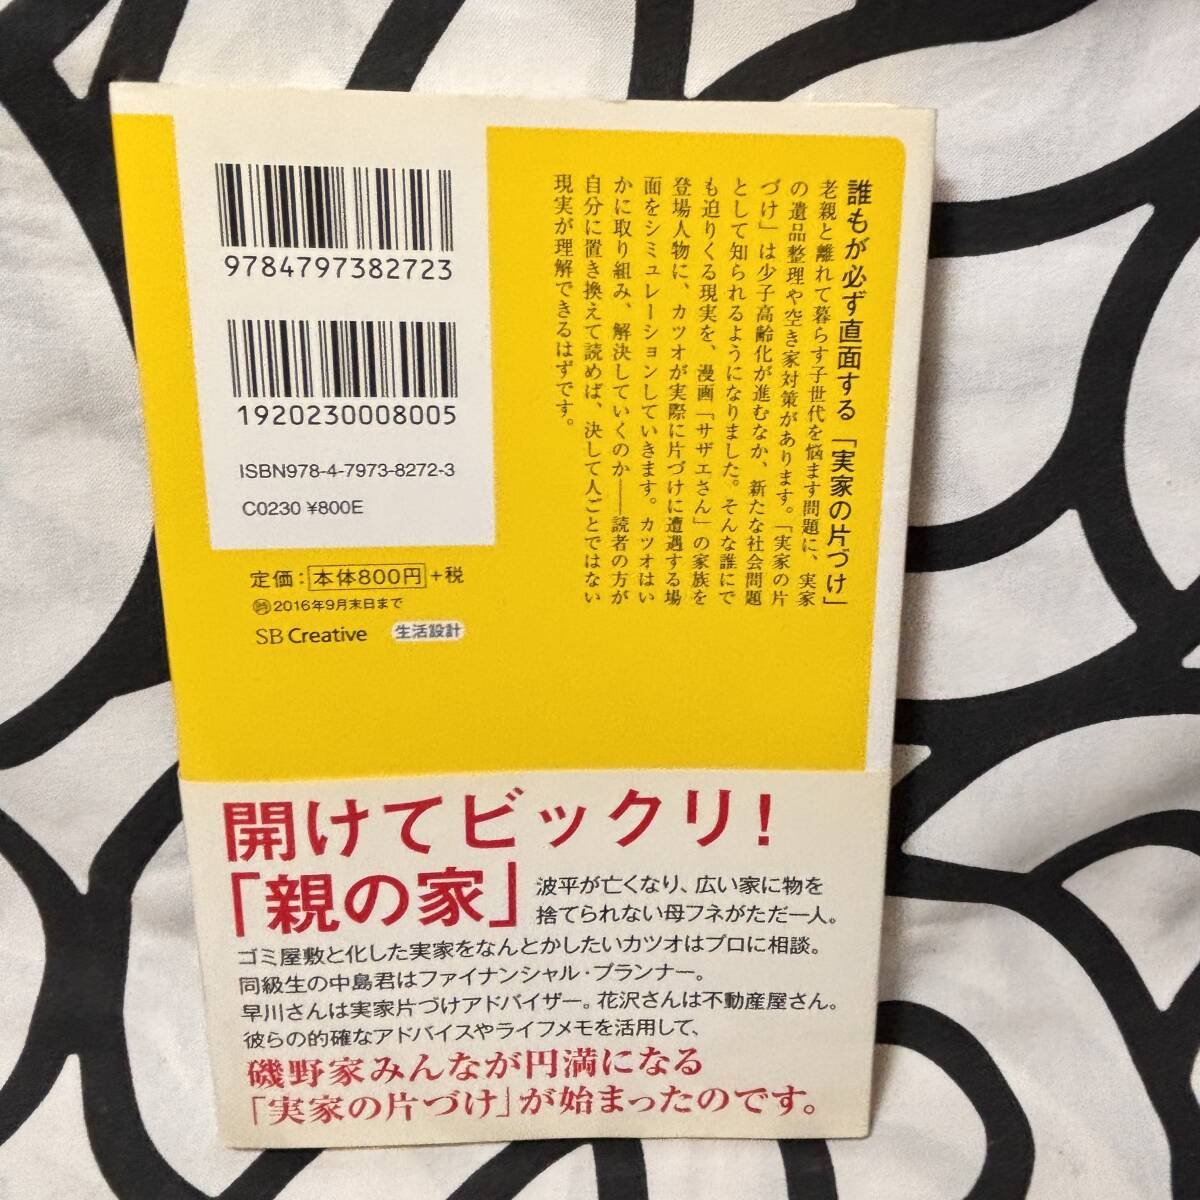 誰もが必ず直面する「実家の片づけ」
老親と離れて暮らす子世代を悩ます問題に、実家
の遺品整理や空き家対策があります。「実家の片
づけ」は少子高齢化が進むなか、新たな社会問題
として知られるようになりました。そんな誰にで
も迫りくる現実を、漫画「サザエさん」の家族を
登場人物に、カツオが実際に片づけに遭遇する場
面をシミュレーションしていきます。カツオはい
かに取り組み、解決していくのか――読者の方が
自分に置き換えて読めば、決して人ごとではない
現実が理解できるはずです。
9784797382723
1920230008005
ISBN978-4-7973-8272-3
C0230 ¥800E
定価：本体800円+税
特2016年9月末日まで
SB Creative 生活設計
開けてビックリ！
「親の家」
波平が亡くなり、広い家に物を
捨てられない母フネがただ一人。
ゴミ屋敷と化した実家をなんとかしたいカツオはプロに相談。
同級生の中島君はファイナンシャル・プランナー。
早川さんは実家片づけアドバイザー。花沢さんは不動産屋さん。
彼らの的確なアドバイスやライフメモを活用して、
磯野家みんなが円満になる
「実家の片づけ」が始まったのです。